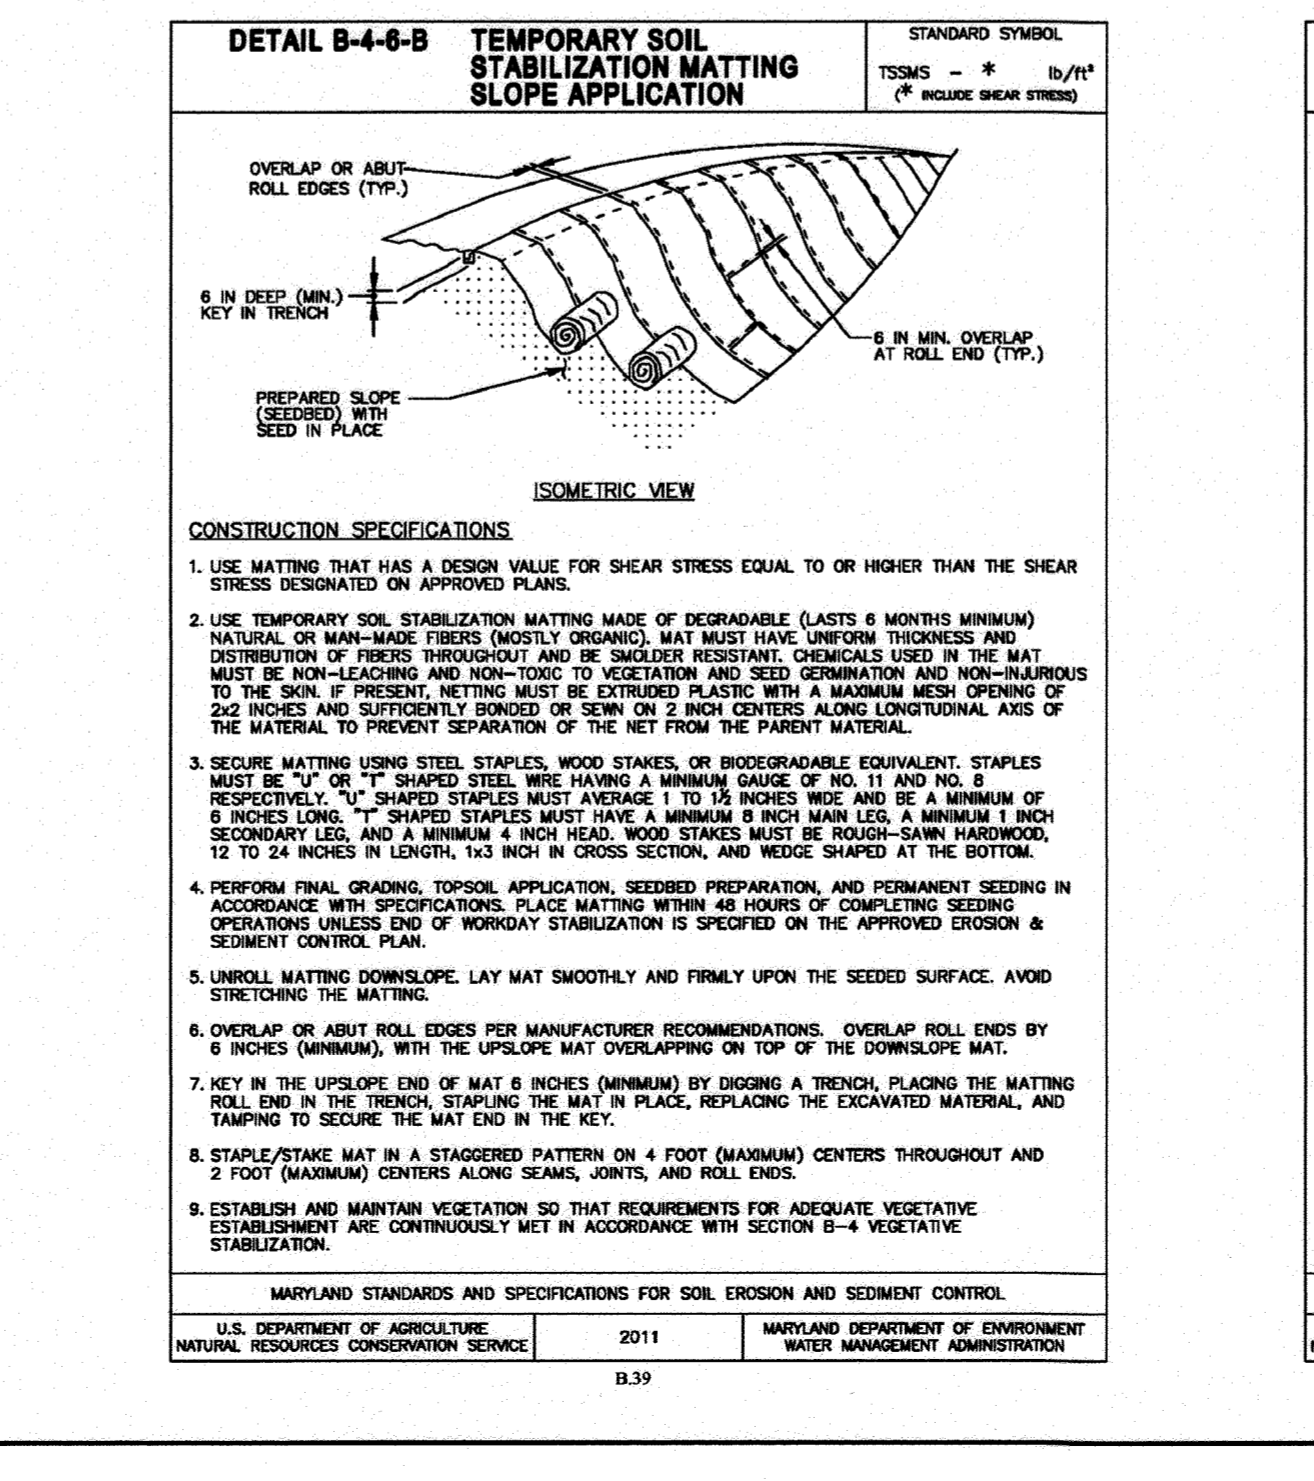 DETAIL B-4-6-B
TEMPORARY SOIL
STABILIZATION MATTING
SLOPE APPLICATION
STANDARD SYMBOL
TSSMS - * lb/ft²
(* INCLUDE SHEAR STRESS)
OVERLAP OR ABUT
ROLL EDGES (TYP.)
6 IN DEEP (MIN.)
KEY IN TRENCH
6 IN MIN. OVERLAP
AT ROLL END (TYP.)
PREPARED SLOPE
(SEEDBED) WITH
SEED IN PLACE
ISOMETRIC VIEW
CONSTRUCTION SPECIFICATIONS
1. USE MATTING THAT HAS A DESIGN VALUE FOR SHEAR STRESS EQUAL TO OR HIGHER THAN THE SHEAR
STRESS DESIGNATED ON APPROVED PLANS.
2. USE TEMPORARY SOIL STABILIZATION MATTING MADE OF DEGRADABLE (LASTS 6 MONTHS MINIMUM)
NATURAL OR MAN-MADE FIBERS (MOSTLY ORGANIC). MAT MUST HAVE UNIFORM THICKNESS AND
DISTRIBUTION OF FIBERS THROUGHOUT AND BE SMOLDER RESISTANT. CHEMICALS USED IN THE MAT
MUST BE NON-LEACHING AND NON-TOXIC TO VEGETATION AND SEED GERMINATION AND NON-INJURIOUS
TO THE SKIN. IF PRESENT, NETTING MUST BE EXTRUDED PLASTIC WITH A MAXIMUM MESH OPENING OF
2x2 INCHES AND SUFFICIENTLY BONDED OR SEWN ON 2 INCH CENTERS ALONG LONGITUDINAL AXIS OF
THE MATERIAL TO PREVENT SEPARATION OF THE NET FROM THE PARENT MATERIAL.
3. SECURE MATTING USING STEEL STAPLES, WOOD STAKES, OR BIODEGRADABLE EQUIVALENT. STAPLES
MUST BE "U" OR "T" SHAPED STEEL WIRE HAVING A MINIMUM GAUGE OF NO. 11 AND NO. 8
RESPECTIVELY. "U" SHAPED STAPLES MUST AVERAGE 1 TO 1½ INCHES WIDE AND BE A MINIMUM OF
6 INCHES LONG. "T" SHAPED STAPLES MUST HAVE A MINIMUM 8 INCH MAIN LEG, A MINIMUM 1 INCH
SECONDARY LEG, AND A MINIMUM 4 INCH HEAD. WOOD STAKES MUST BE ROUGH-SAWN HARDWOOD,
12 TO 24 INCHES IN LENGTH, 1x3 INCH IN CROSS SECTION, AND WEDGE SHAPED AT THE BOTTOM.
4. PERFORM FINAL GRADING, TOPSOIL APPLICATION, SEEDBED PREPARATION, AND PERMANENT SEEDING IN
ACCORDANCE WITH SPECIFICATIONS. PLACE MATTING WITHIN 48 HOURS OF COMPLETING SEEDING
OPERATIONS UNLESS END OF WORKDAY STABILIZATION IS SPECIFIED ON THE APPROVED EROSION &
SEDIMENT CONTROL PLAN.
5. UNROLL MATTING DOWNSLOPE. LAY MAT SMOOTHLY AND FIRMLY UPON THE SEEDED SURFACE. AVOID
STRETCHING THE MATTING.
6. OVERLAP OR ABUT ROLL EDGES PER MANUFACTURER RECOMMENDATIONS. OVERLAP ROLL ENDS BY
6 INCHES (MINIMUM), WITH THE UPSLOPE MAT OVERLAPPING ON TOP OF THE DOWNSLOPE MAT.
7. KEY IN THE UPSLOPE END OF MAT 6 INCHES (MINIMUM) BY DIGGING A TRENCH, PLACING THE MATTING
ROLL END IN THE TRENCH, STAPLING THE MAT IN PLACE, REPLACING THE EXCAVATED MATERIAL, AND
TAMPING TO SECURE THE MAT END IN THE KEY.
8. STAPLE/STAKE MAT IN A STAGGERED PATTERN ON 4 FOOT (MAXIMUM) CENTERS THROUGHOUT AND
2 FOOT (MAXIMUM) CENTERS ALONG SEAMS, JOINTS, AND ROLL ENDS.
9. ESTABLISH AND MAINTAIN VEGETATION SO THAT REQUIREMENTS FOR ADEQUATE VEGETATIVE
ESTABLISHMENT ARE CONTINUOUSLY MET IN ACCORDANCE WITH SECTION B-4 VEGETATIVE
STABILIZATION.
MARYLAND STANDARDS AND SPECIFICATIONS FOR SOIL EROSION AND SEDIMENT CONTROL
U.S. DEPARTMENT OF AGRICULTURE
NATURAL RESOURCES CONSERVATION SERVICE
2011
MARYLAND DEPARTMENT OF ENVIRONMENT
WATER MANAGEMENT ADMINISTRATION
B.39